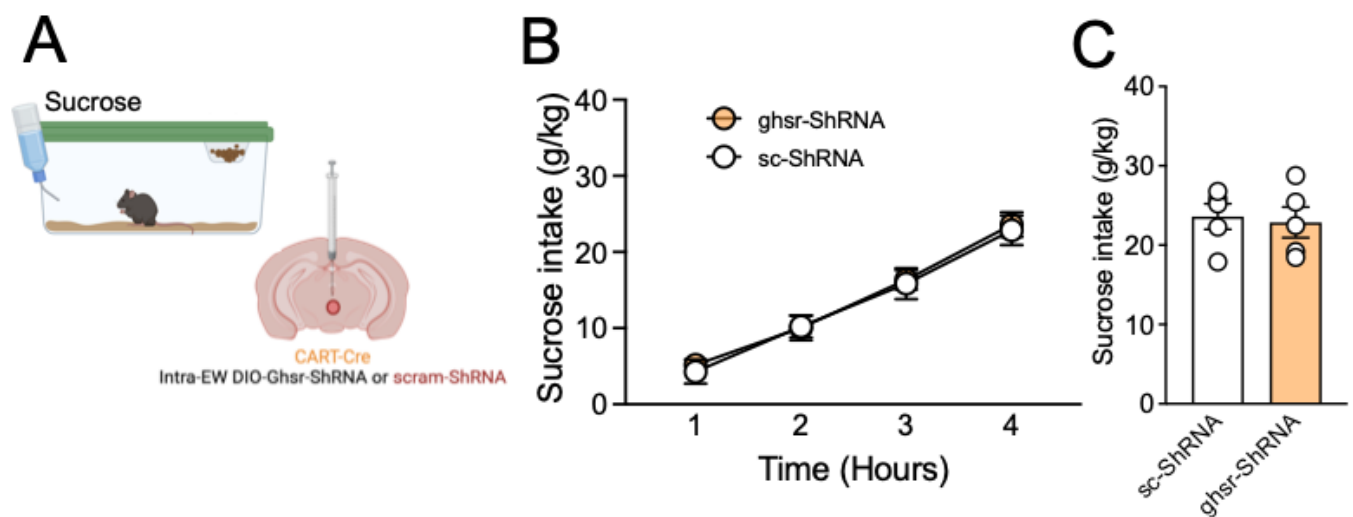 A
Sucrose
CART-Cre
Intra-EW DIO-Ghsr-ShRNA or scram-ShRNA
B
Sucrose intake (g/kg)
40
30
20
10
0
ghsr-ShRNA
sc-ShRNA
1 2 3 4
Time (Hours)
C
Sucrose intake (g/kg)
40
30
20
10
0
sc-ShRNA
ghsr-ShRNA